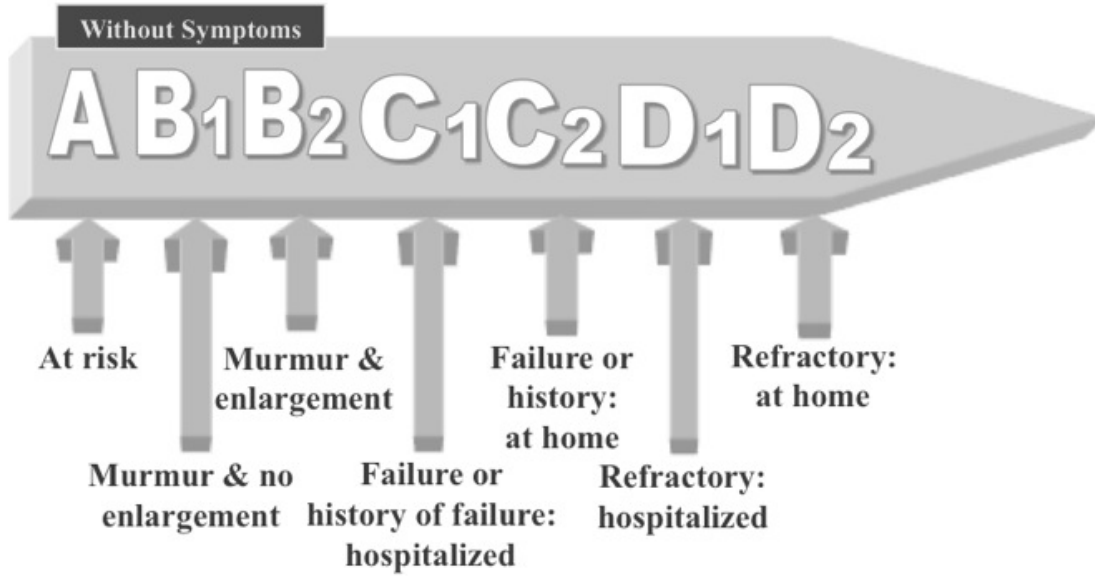 Without Symptoms
A B1 B2 C1 C2 D1 D2
At risk
Murmur & no
enlargement
Murmur &
enlargement
Failure or
history of failure:
hospitalized
Failure or
history:
at home
Refractory:
hospitalized
Refractory:
at home